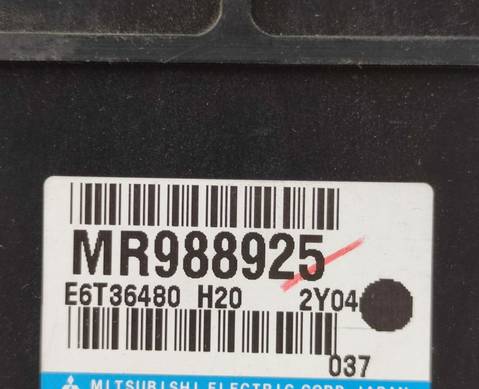 MR988925
E6T36480 H20 2Y04
037
MITSUBISHI ELECTRIC CORP. JAPAN